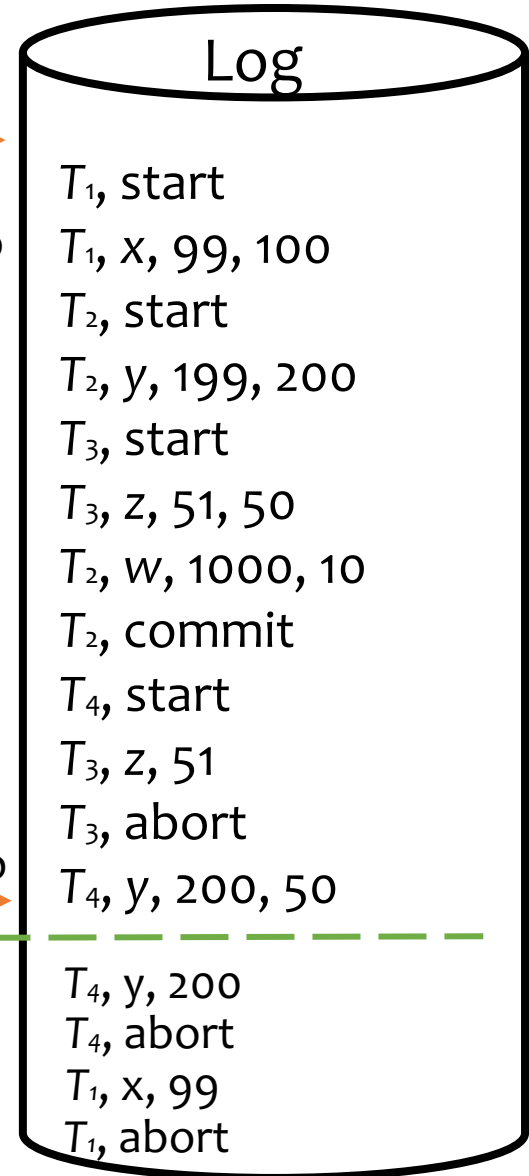 Log
T₁, start
T₁, x, 99, 100
T₂, start
T₂, y, 199, 200
T₃, start
T₃, z, 51, 50
T₂, w, 1000, 10
T₂, commit
T₄, start
T₃, z, 51
T₃, abort
T₄, y, 200, 50
T₄, y, 200
T₄, abort
T₁, x, 99
T₁, abort